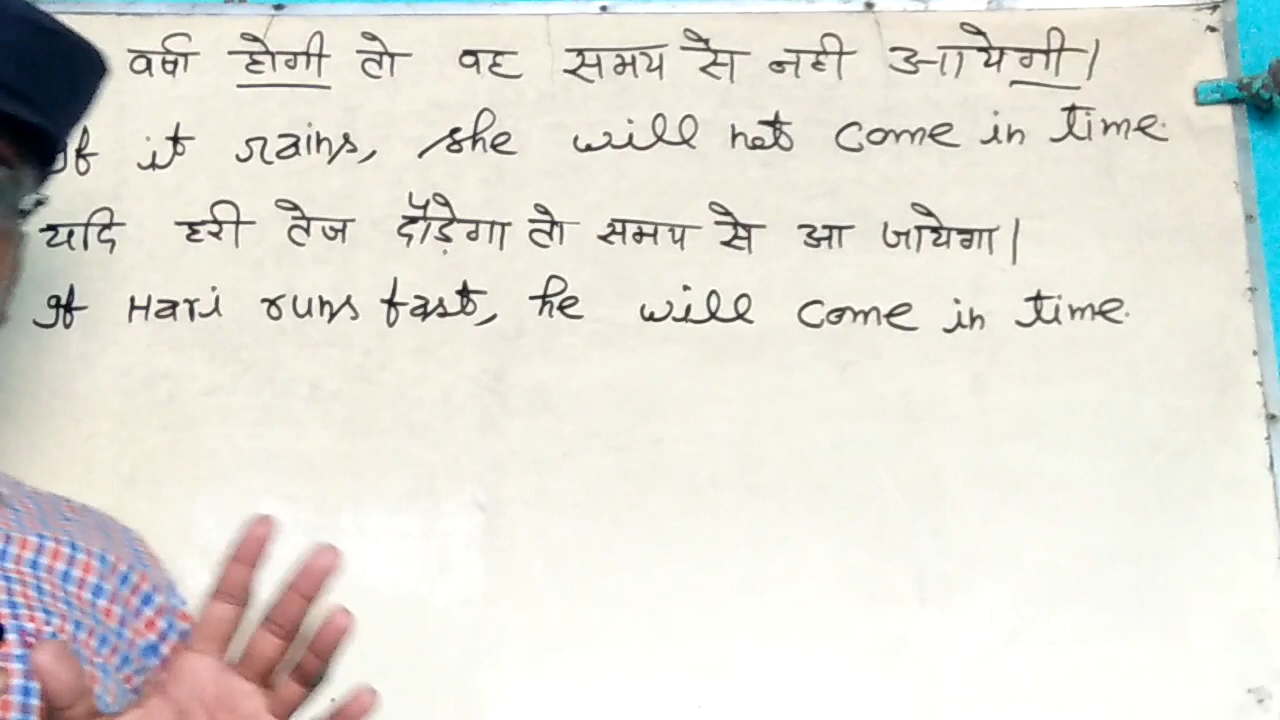 वर्षा होगी तो वह समय से नही आयेगी।
If it rains, she will not come in time.
यदि हरी तेज दौड़ेगा तो समय से आ जायेगा।
If Hari runs fast, he will come in time.